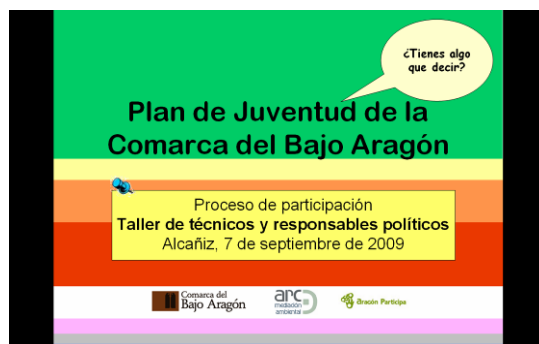 ¿Tienes algo
que decir?
Plan de Juventud de la
Comarca del Bajo Aragón
Proceso de participación
Taller de técnicos y responsables políticos
Alcañiz, 7 de septiembre de 2009
Comarca del
Bajo Aragón
arc
mediación
ambiental
Aragón Participa